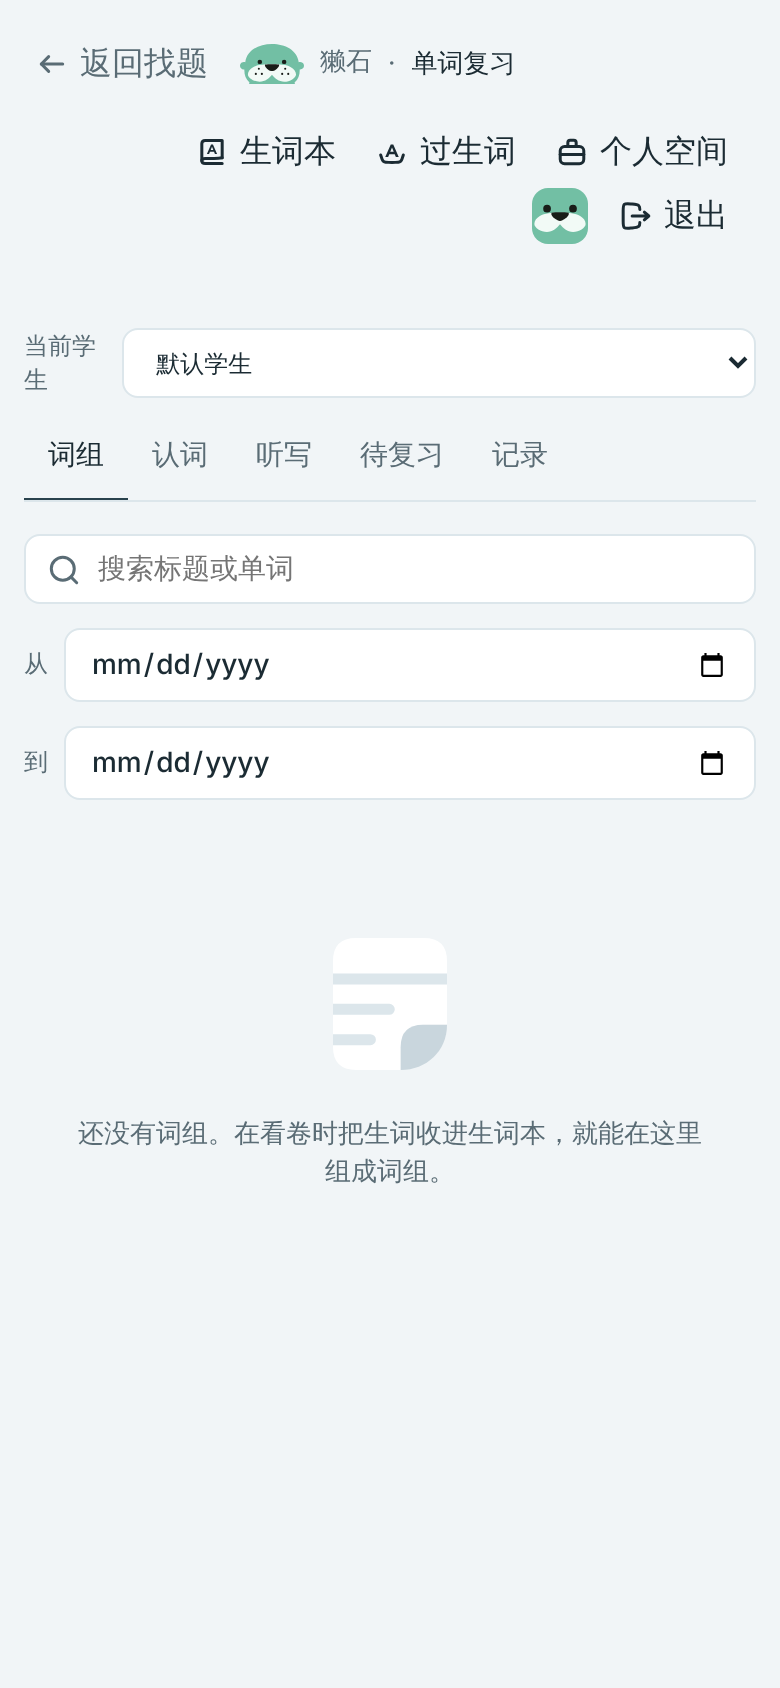 返回找题 獭石 · 单词复习
生词本 过生词 个人空间
退出
当前学生 默认学生
词组 认词 听写 待复习 记录
搜索标题或单词
从 mm/dd/yyyy
到 mm/dd/yyyy
还没有词组。在看卷时把生词收进生词本，就能在这里
组成词组。